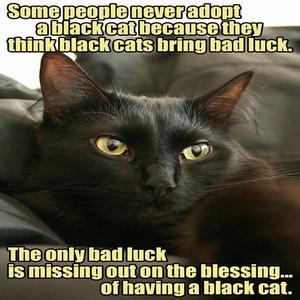 Some people never adopt
a black cat because they
think black cats bring bad luck.
The only bad luck
is missing out on the blessing...
of having a black cat.